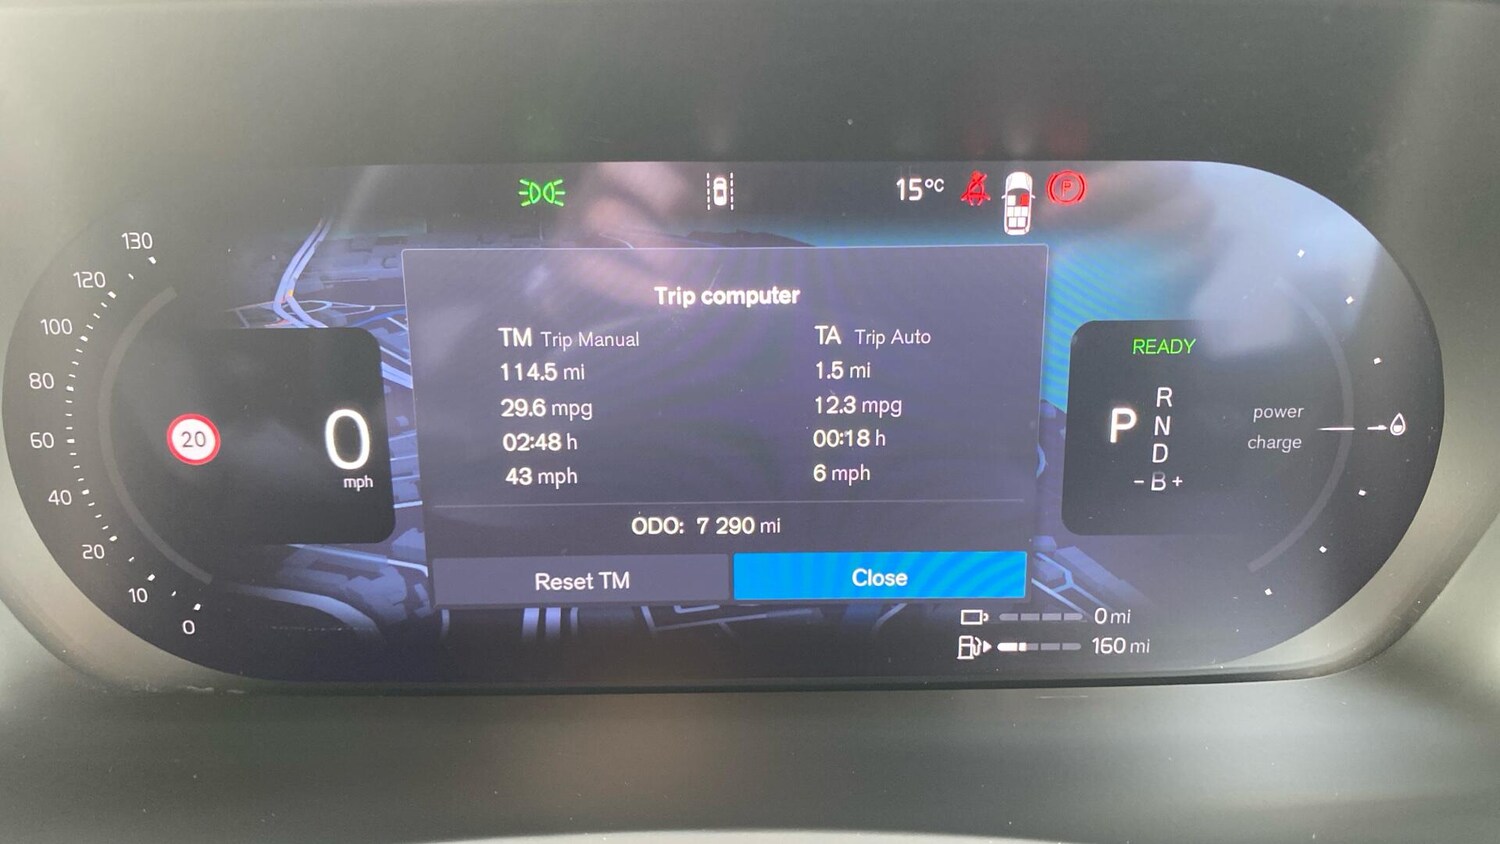 15°C
P
130
120
100
80
60
40
20
10
0
20
0
mph
Trip computer
TM Trip Manual
114.5 mi
29.6 mpg
02:48 h
43 mph
TA Trip Auto
1.5 mi
12.3 mpg
00:18 h
6 mph
ODO: 7 290 mi
Reset TM
Close
READY
P
R
N
D
- B +
power
charge
0 mi
160 mi